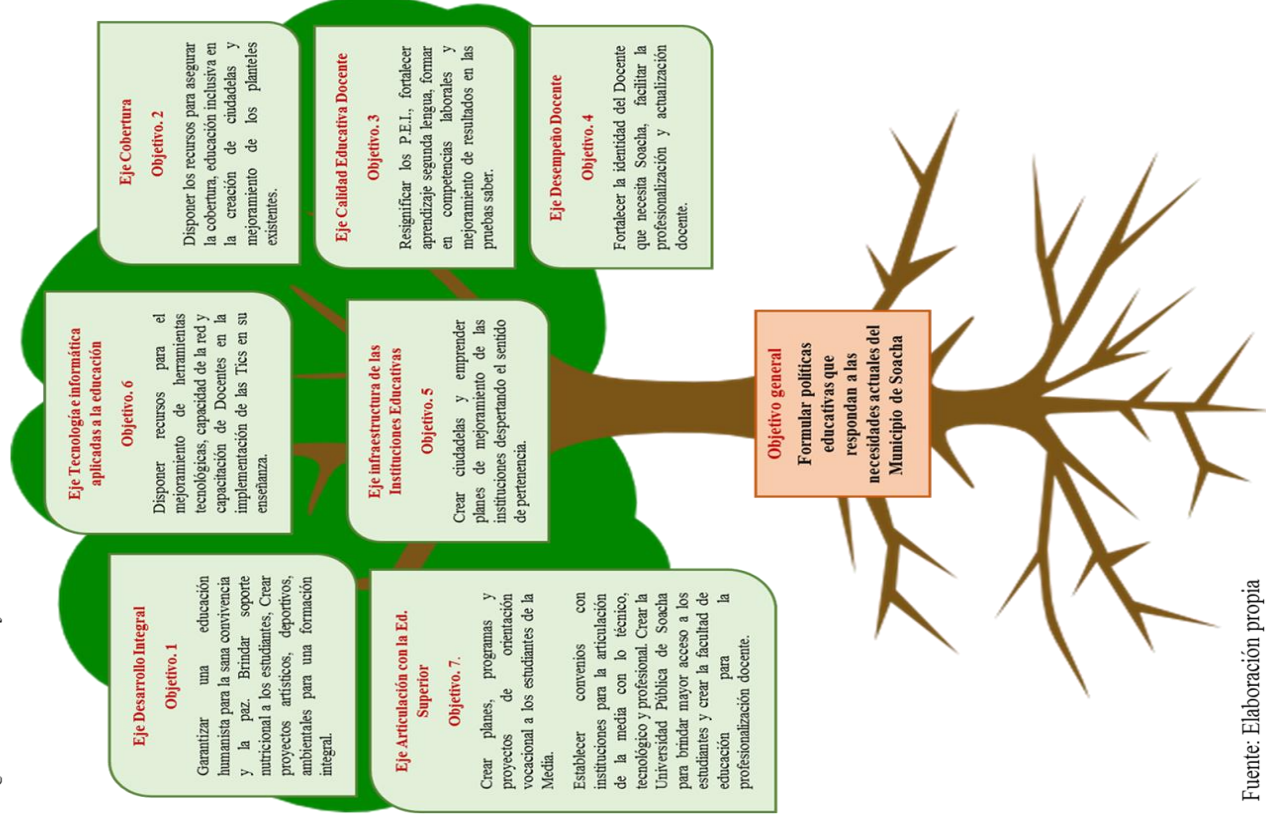 Eje Desarrollo Integral
Objetivo. 1
Garantizar una educación
humanista para la sana convivencia
y la paz. Brindar soporte
nutricional a los estudiantes, Crear
proyectos artísticos, deportivos,
ambientales para una formación
integral.
Eje Tecnología e informática
aplicadas a la educación
Objetivo. 6
Disponer recursos para el
mejoramiento de herramientas
tecnológicas, capacidad de la red y
capacitación de Docentes en la
implementación de las Tics en su
enseñanza.
Eje Cobertura
Objetivo. 2
Disponer los recursos para asegurar
la cobertura, educación inclusiva en
la creación de ciudadelas y
mejoramiento de los planteles
existentes.
Eje Articulación con la Ed.
Superior
Objetivo. 7.
Crear planes, programas y
proyectos de orientación
vocacional a los estudiantes de la
Media.
Establecer convenios con
instituciones para la articulación
de la media con lo técnico,
tecnológico y profesional. Crear la
Universidad Pública de Soacha
para brindar mayor acceso a los
estudiantes y crear la facultad de
educación para la
profesionalización docente.
Eje infraestructura de las
Instituciones Educativas
Objetivo. 5
Crear ciudadelas y emprender
planes de mejoramiento de las
instituciones despertando el sentido
de pertenencia.
Eje Calidad Educativa Docente
Objetivo. 3
Resignificar los P.E.I., fortalecer
aprendizaje segunda lengua, formar
en competencias laborales y
mejoramiento de resultados en las
pruebas saber.
Eje Desempeño Docente
Objetivo. 4
Fortalecer la identidad del Docente
que necesita Soacha, facilitar la
profesionalización y actualización
docente.
Objetivo general
Formular políticas
educativas que
respondan a las
necesidades actuales del
Municipio de Soacha
Fuente: Elaboración propia